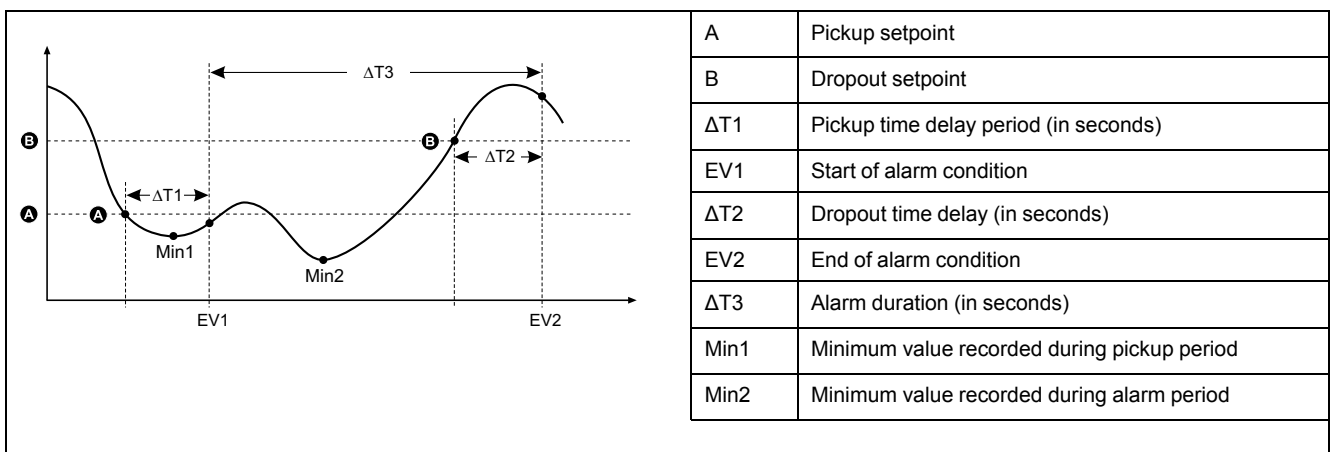 ΔT3
B
B
ΔT2
ΔT1
A
A
Min1
Min2
EV1
EV2
A Pickup setpoint
B Dropout setpoint
ΔT1 Pickup time delay period (in seconds)
EV1 Start of alarm condition
ΔT2 Dropout time delay (in seconds)
EV2 End of alarm condition
ΔT3 Alarm duration (in seconds)
Min1 Minimum value recorded during pickup period
Min2 Minimum value recorded during alarm period